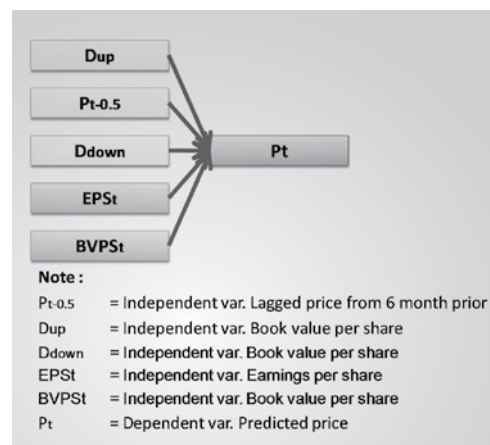 Dup
Pt-0.5
Ddown
Pt
EPSt
BVPSt
Note :
Pt-0.5 = Independent var. Lagged price from 6 month prior
Dup = Independent var. Book value per share
Ddown = Independent var. Book value per share
EPSt = Independent var. Earnings per share
BVPSt = Independent var. Book value per share
Pt = Dependent var. Predicted price